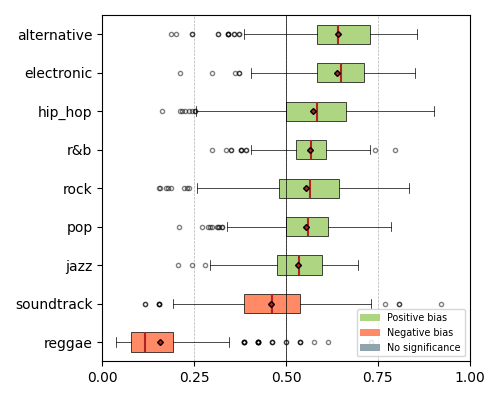 alternative
electronic
hip_hop
r&b
rock
pop
jazz
soundtrack
reggae
Positive bias
Negative bias
No significance
0.00 0.25 0.50 0.75 1.00